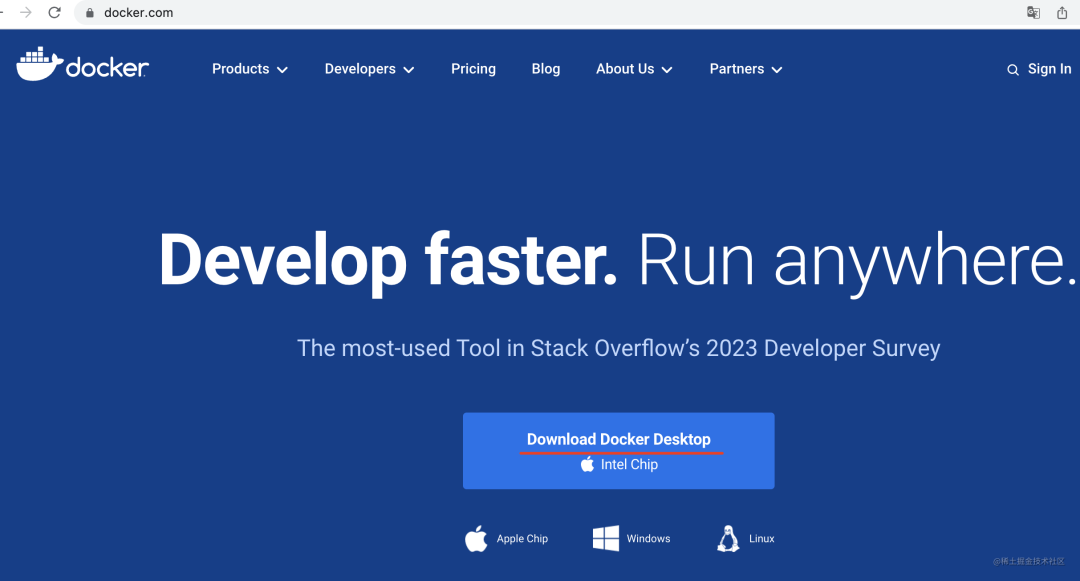 docker.com
docker
Products Developers Pricing Blog About Us Partners Sign In
Develop faster. Run anywhere.
The most-used Tool in Stack Overflow’s 2023 Developer Survey
Download Docker Desktop
Intel Chip
Apple Chip Windows Linux
@稀土掘金技术社区